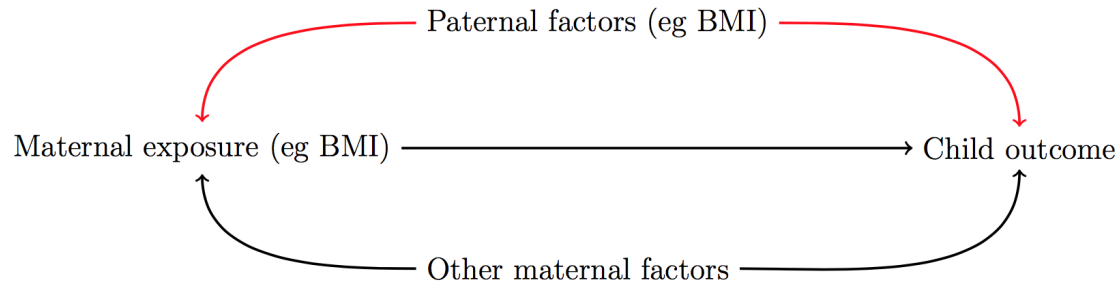 Paternal factors (eg BMI)
Maternal exposure (eg BMI)
Child outcome
Other maternal factors